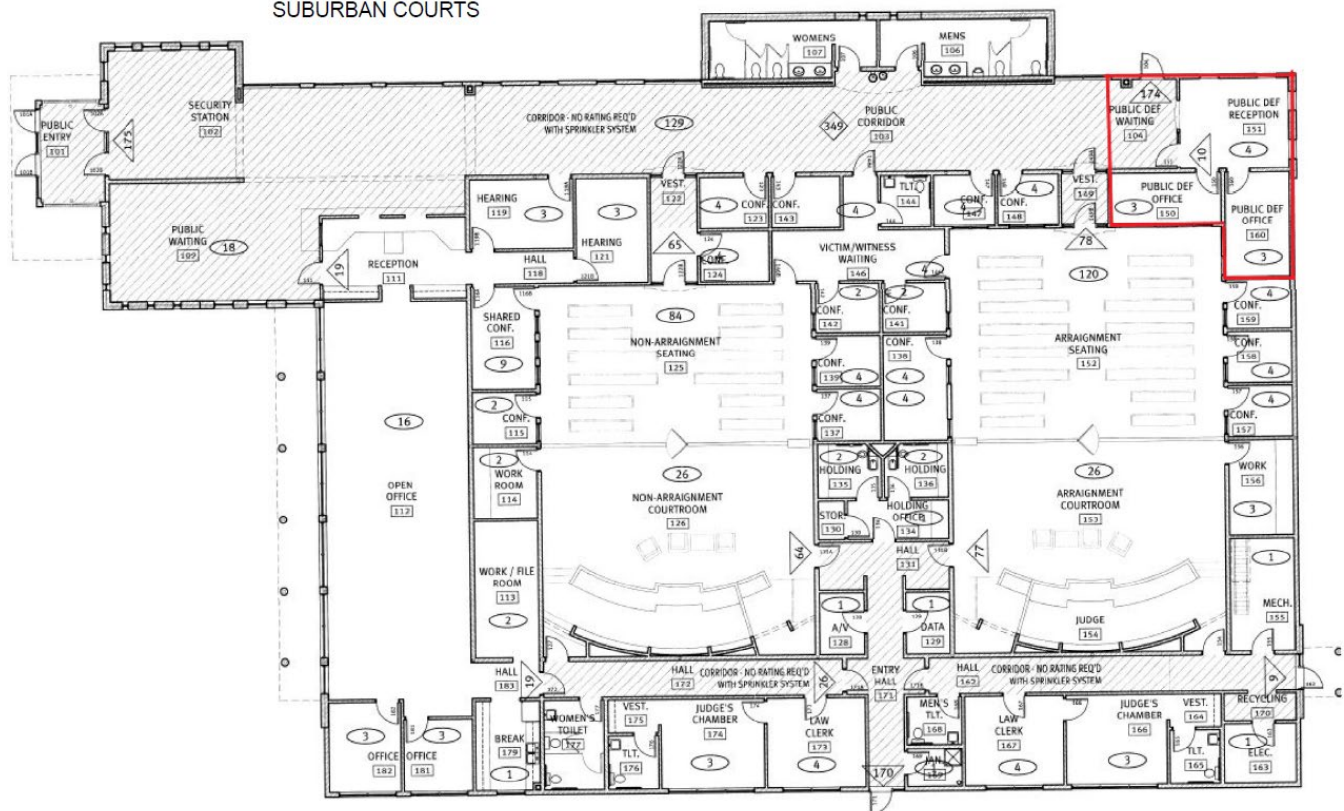 SUBURBAN COURTS
WOMENS
107
MENS
106
PUBLIC
ENTRY
101
175
SECURITY
STATION
102
CORRIDOR - NO RATING REQ'D
WITH SPRINKLER SYSTEM
129
349
PUBLIC
CORRIDOR
103
174
PUBLIC DEF
WAITING
104
PUBLIC DEF
RECEPTION
151
4
10
PUBLIC
WAITING
109
18
HEARING
119
3
3
HEARING
121
VEST.
122
65
4
CONF.
123
CONF.
143
4
TLT.
144
4
CONF.
147
4
CONF.
148
VEST.
149
78
PUBLIC DEF
OFFICE
150
3
PUBLIC DEF
OFFICE
160
3
19
RECEPTION
111
HALL
118
CONF.
124
VICTIM/WITNESS
WAITING
146
4
SHARED
CONF.
116
9
84
NON-ARRAIGNMENT
SEATING
125
2
CONF.
142
2
CONF.
141
CONF.
139
4
CONF.
138
4
4
CONF.
137
4
120
ARRAIGNMENT
SEATING
152
4
CONF.
159
CONF.
158
4
4
CONF.
157
16
OPEN
OFFICE
112
2
CONF.
115
2
WORK
ROOM
114
WORK / FILE
ROOM
113
2
26
NON-ARRAIGNMENT
COURTROOM
126
64
2
HOLDING
135
2
HOLDING
136
STOR.
130
HOLDING
OFFICE
134
1
HALL
131
77
26
ARRAIGNMENT
COURTROOM
153
WORK
156
3
1
MECH.
155
JUDGE
154
1
A/V
128
1
DATA
129
HALL
183
19
HALL
172
CORRIDOR - NO RATING REQ'D
WITH SPRINKLER SYSTEM
26
ENTRY
HALL
171
HALL
162
CORRIDOR - NO RATING REQ'D
WITH SPRINKLER SYSTEM
9
3
OFFICE
182
3
OFFICE
181
BREAK
179
1
WOMEN'S
TOILET
177
VEST.
175
TLT.
176
JUDGE'S
CHAMBER
174
3
LAW
CLERK
173
4
170
MEN'S
TLT.
168
JAN.
169
LAW
CLERK
167
4
JUDGE'S
CHAMBER
166
3
VEST.
164
TLT.
165
RECYCLING
170
1
ELEC.
163